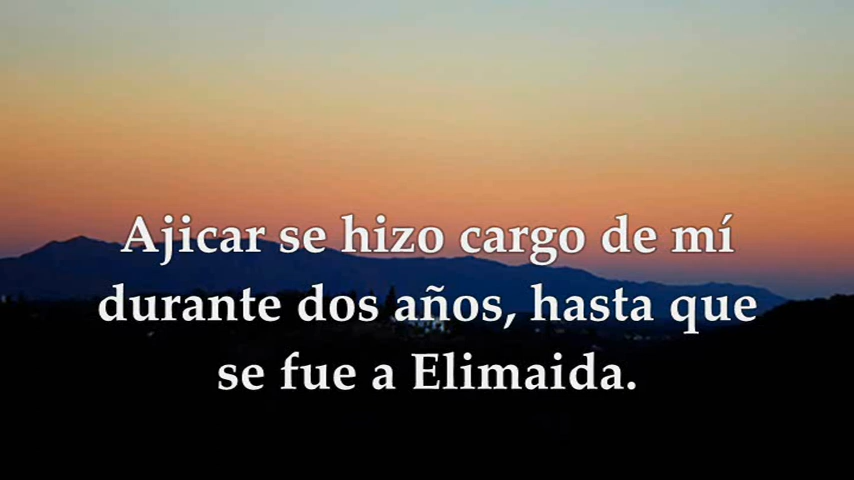 Ajicar se hizo cargo de mí
durante dos años, hasta que
se fue a Elimaida.